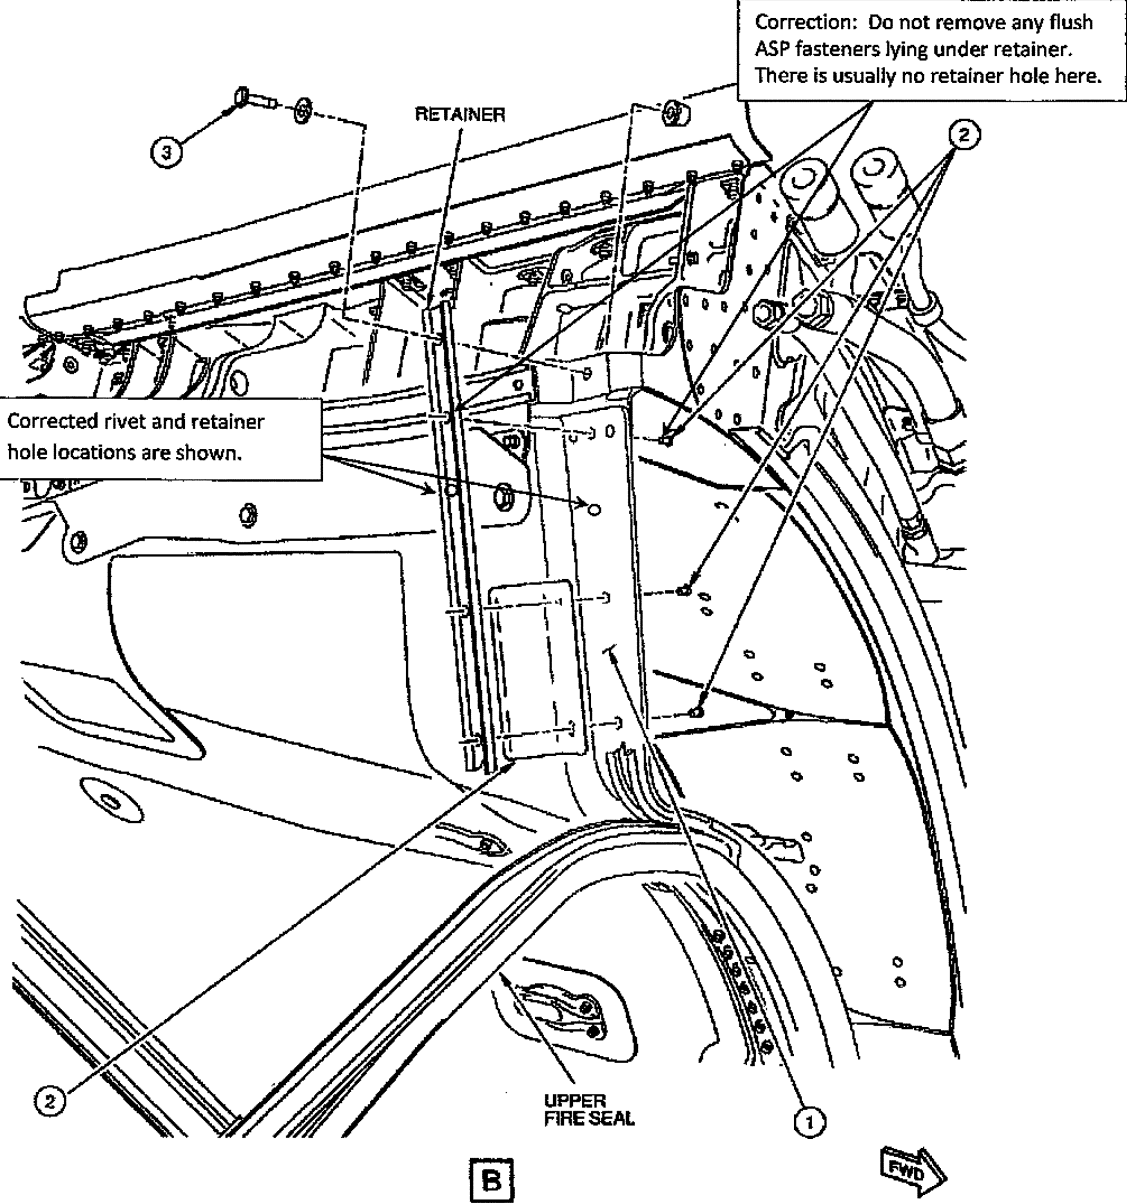 Correction: Do not remove any flush
ASP fasteners lying under retainer.
There is usually no retainer hole here.
3
RETAINER
2
Corrected rivet and retainer
hole locations are shown.
2
UPPER
FIRE SEAL
1
B
FWD